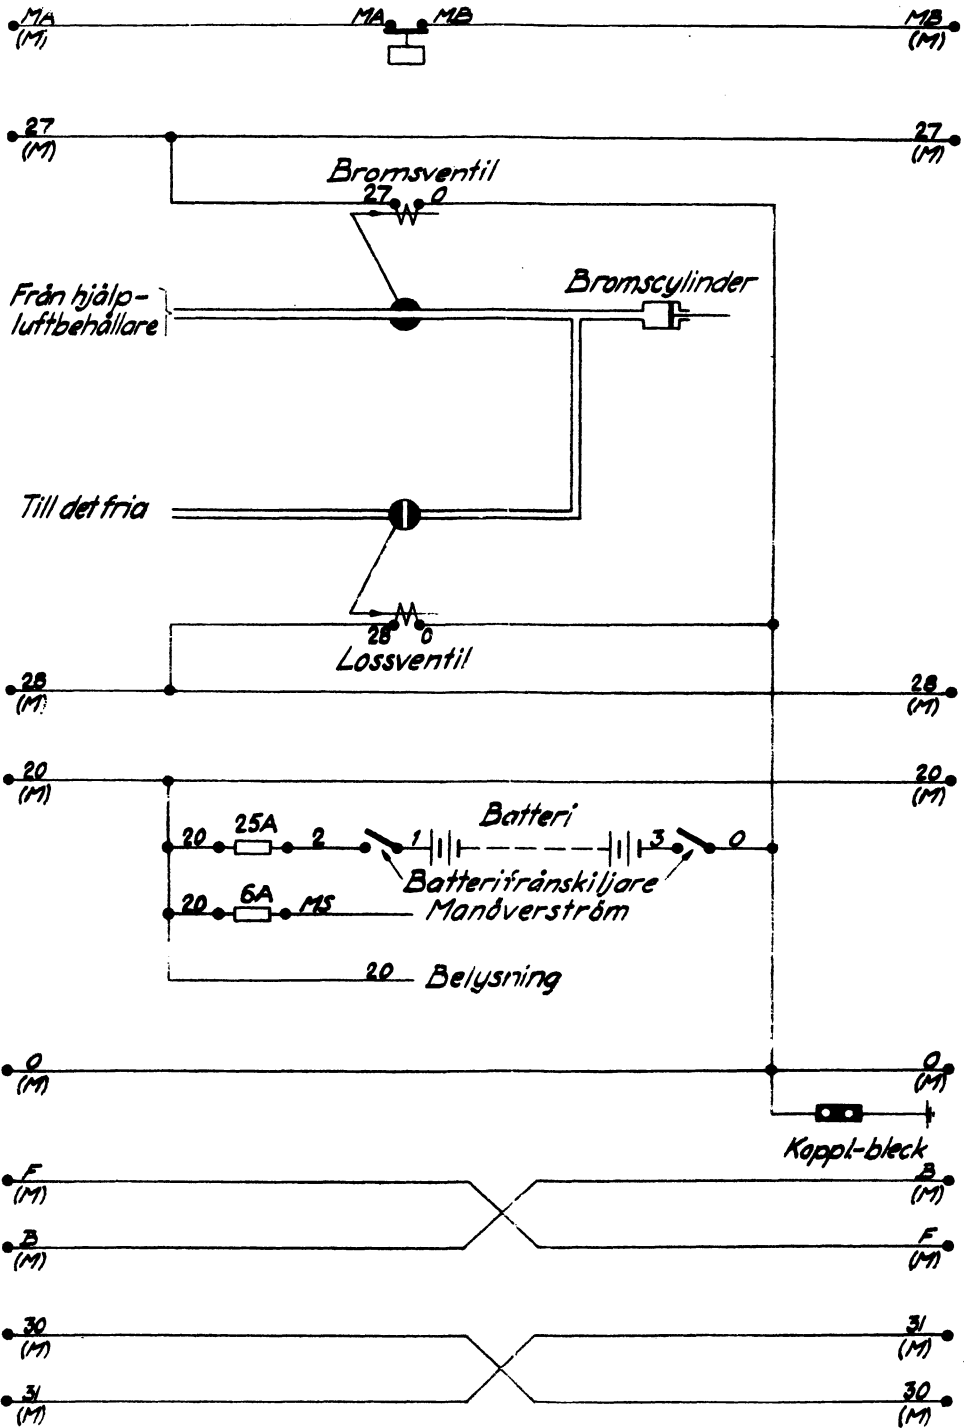 MA MA MB MB
(M) (M)
27 27
(M) (M)
Bromsventil
27 0
Från hjälp-
luftbehållare
Bromscylinder
Till det fria
28 0
Lossventil
28 28
(M) (M)
20 20
(M) (M)
Batteri
20 25A 2 1 3 0
Batterifrånskiljare
20 6A MS Manöverström
20 Belysning
0 0
(M) (M)
Koppl.-bleck
F B
(M) (M)
B F
(M) (M)
30 31
(M) (M)
31 30
(M) (M)